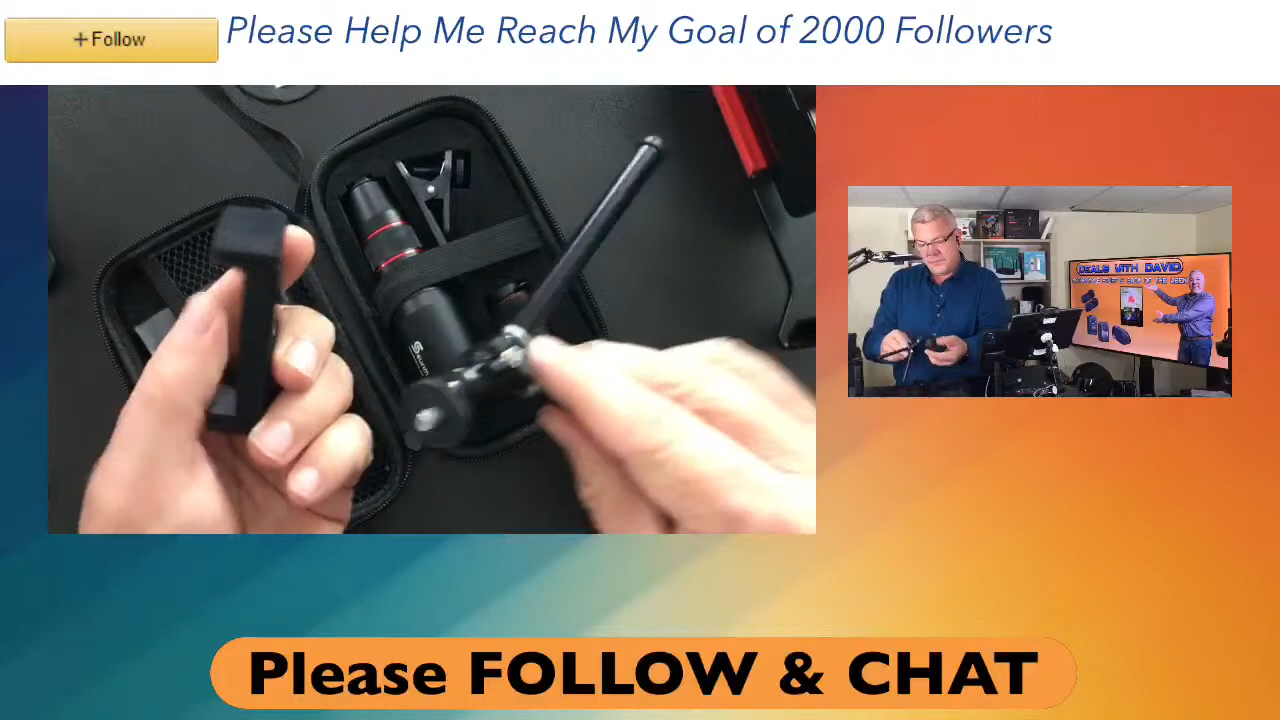 +Follow
Please Help Me Reach My Goal of 2000 Followers
DEALS WITH DAVID
Please FOLLOW & CHAT